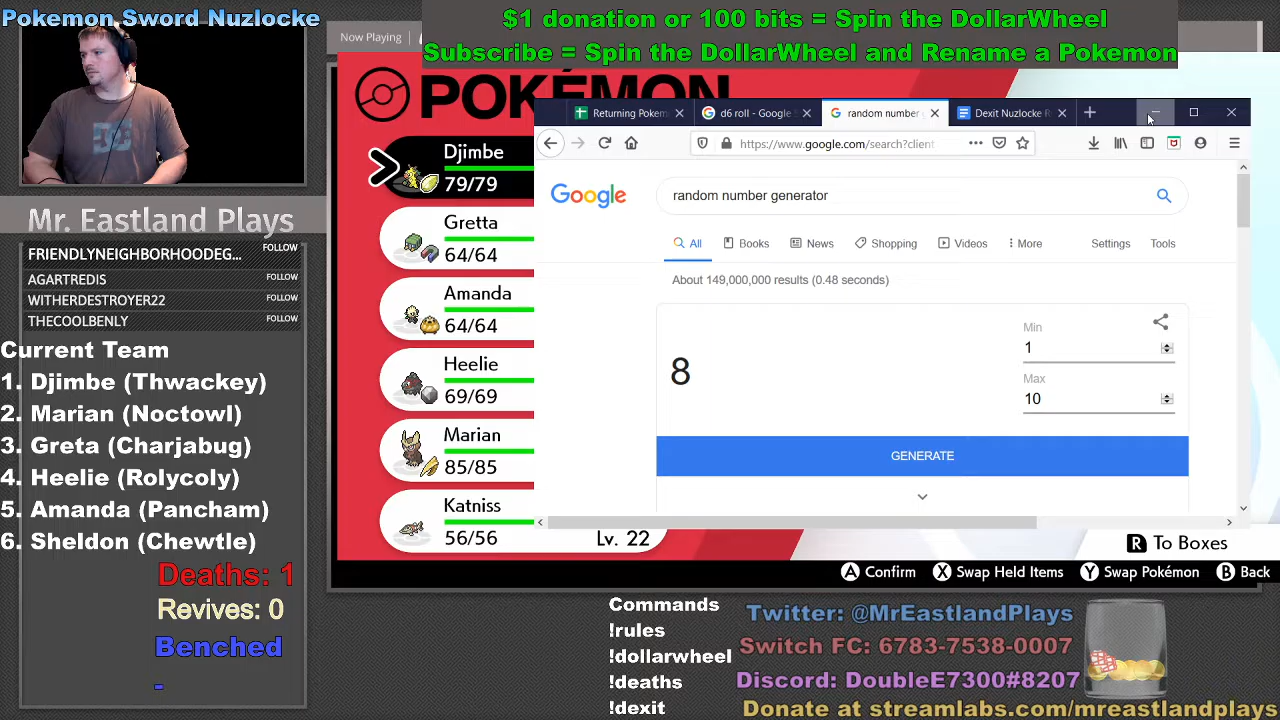 Pokemon Sword Nuzlocke
$1 donation or 100 bits = Spin the DollarWheel
Subscribe = Spin the DollarWheel and Rename a Pokemon
Now Playing
POKÉMON
Returning Pokem
d6 roll - Google
random number
Dexit Nuzlocke
https://www.google.com/search?client
Google
random number generator
All
Books
News
Shopping
Videos
More
Settings
Tools
About 149,000,000 results (0.48 seconds)
8
Min
1
Max
10
GENERATE
Djimbe
79/79
Gretta
64/64
Amanda
64/64
Heelie
69/69
Marian
85/85
Katniss
56/56
Lv. 22
R To Boxes
A Confirm
X Swap Held Items
Y Swap Pokémon
B Back
Mr. Eastland Plays
FRIENDLYNEIGHBORHOODEG... FOLLOW
AGARTREDIS FOLLOW
WITHERDESTROYER22 FOLLOW
THECOOLBENLY FOLLOW
Current Team
1. Djimbe (Thwackey)
2. Marian (Noctowl)
3. Greta (Charjabug)
4. Heelie (Rolycoly)
5. Amanda (Pancham)
6. Sheldon (Chewtle)
Deaths: 1
Revives: 0
Benched
-
Commands
!rules
!dollarwheel
!deaths
!dexit
Twitter: @MrEastlandPlays
Switch FC: 6783-7538-0007
Discord: DoubleE7300#8207
Donate at streamlabs.com/mreastlandplays